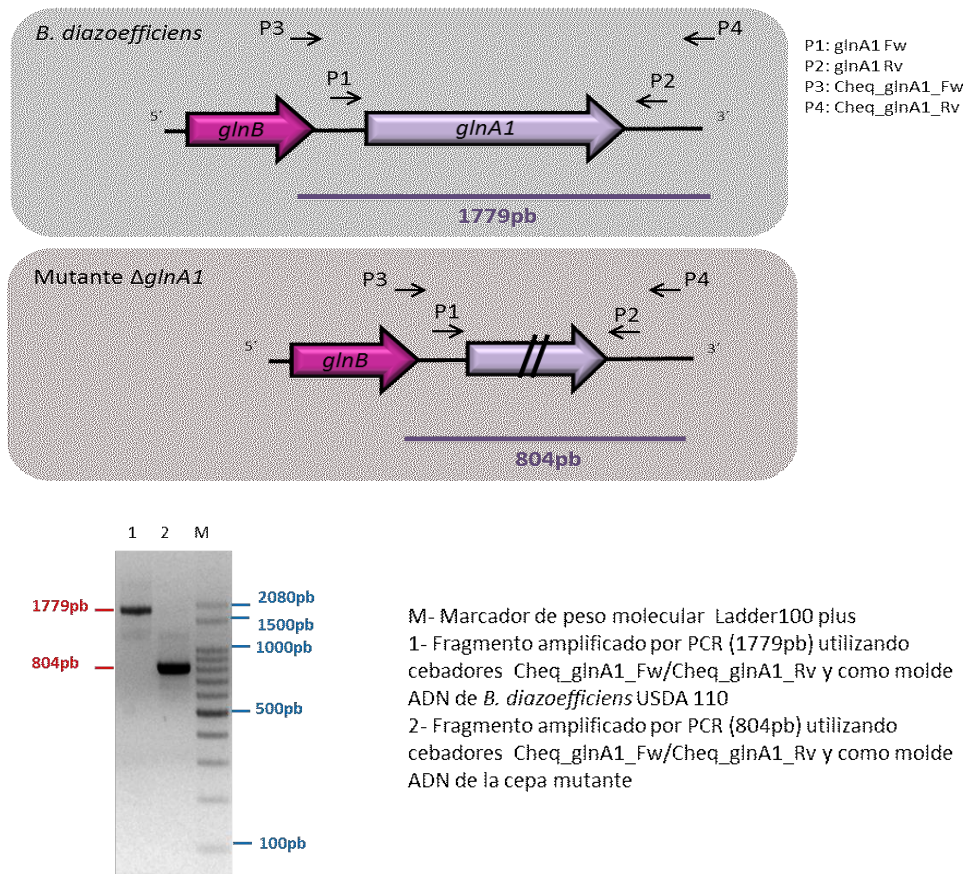 B. diazoefficiens
P3
P4
P1
P2
5´
glnB
glnA1
3´
1779pb
P1: glnA1 Fw
P2: glnA1 Rv
P3: Cheq_glnA1_Fw
P4: Cheq_glnA1_Rv
Mutante ΔglnA1
P3
P4
P1
P2
5´
glnB
3´
804pb
1 2 M
1779pb
804pb
2080pb
1500pb
1000pb
500pb
100pb
M- Marcador de peso molecular Ladder100 plus
1- Fragmento amplificado por PCR (1779pb) utilizando
cebadores Cheq_glnA1_Fw/Cheq_glnA1_Rv y como molde
ADN de B. diazoefficiens USDA 110
2- Fragmento amplificado por PCR (804pb) utilizando
cebadores Cheq_glnA1_Fw/Cheq_glnA1_Rv y como molde
ADN de la cepa mutante